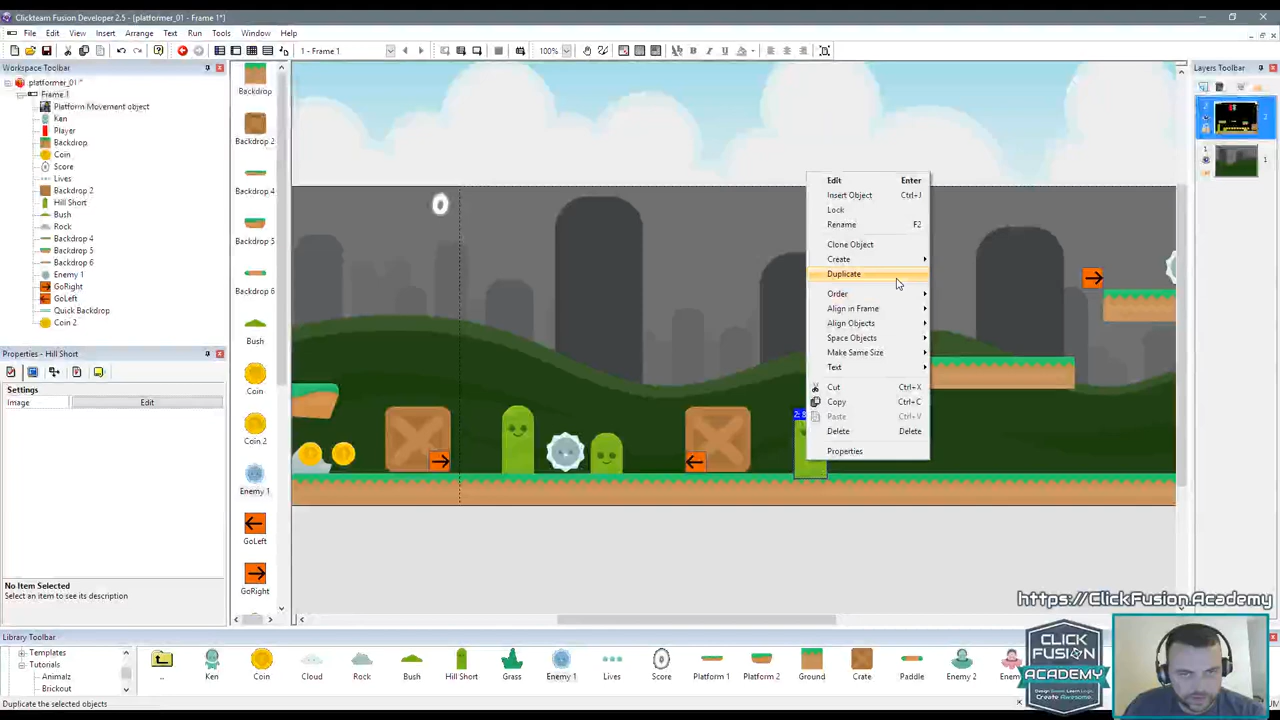 Clickteam Fusion Developer 2.5 - [platformer_01 - Frame 1*]
File Edit View Insert Arrange Text Run Tools Window Help
1 - Frame 1
100%
Workspace Toolbar
platformer_01 *
Frame 1
Platform Movement object
Ken
Player
Backdrop
Coin
Score
Lives
Backdrop 2
Hill Short
Bush
Rock
Backdrop 4
Backdrop 5
Backdrop 6
Enemy 1
GoRight
GoLeft
Quick Backdrop
Coin 2
Properties - Hill Short
Settings
Image Edit
No Item Selected
Select an item to see its description
Backdrop
Backdrop 2
Backdrop 4
Backdrop 5
Backdrop 6
Bush
Coin
Coin 2
Enemy 1
GoLeft
GoRight
0
Edit Enter
Insert Object Ctrl+J
Lock
Rename F2
Clone Object
Create
Duplicate
Order
Align in Frame
Align Objects
Space Objects
Make Same Size
Text
Cut Ctrl+X
Copy Ctrl+C
Paste Ctrl+V
Delete Delete
Properties
Layers Toolbar
2
2
1
1
https://ClickFusion.Academy
CLICK
FUSION
ACADEMY
Library Toolbar
Templates
Tutorials
Animalz
Brickout
..
Ken
Coin
Cloud
Rock
Bush
Hill Short
Grass
Enemy 1
Lives
Score
Platform 1
Platform 2
Ground
Crate
Paddle
Enemy 2
Duplicate the selected objects